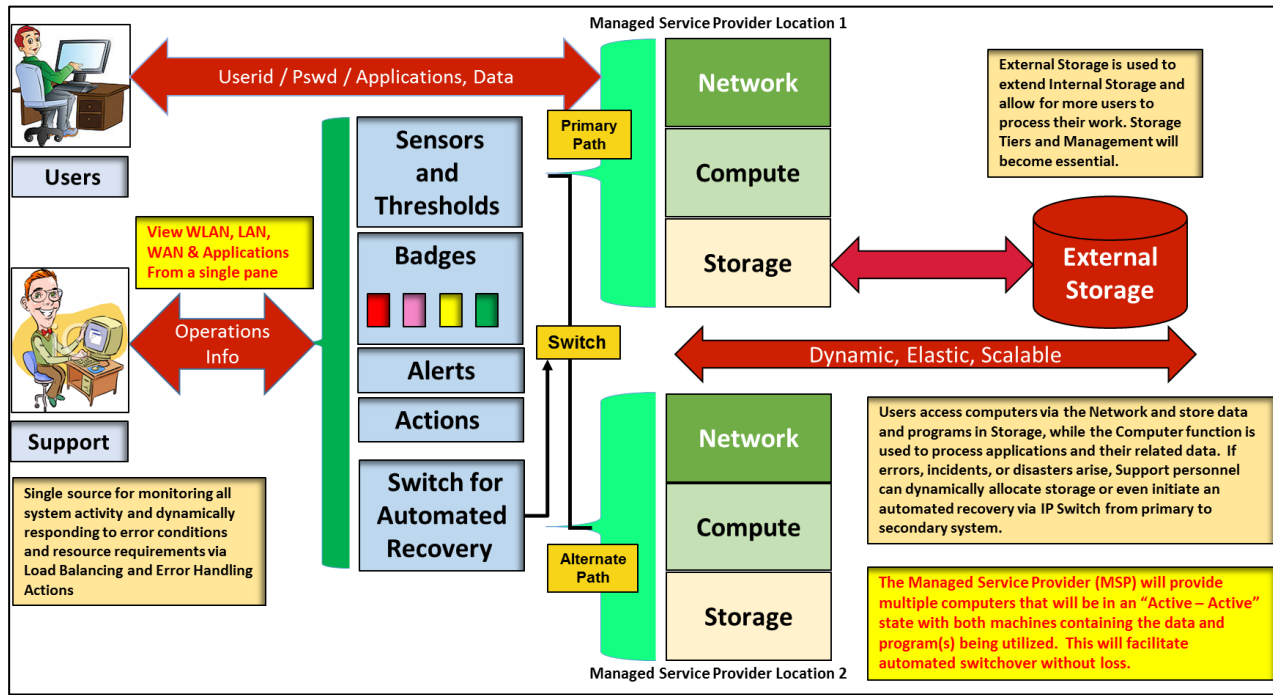 Managed Service Provider Location 1
Userid / Pswd / Applications, Data
Users
Network
Compute
Storage
Primary
Path
External Storage is used to
extend Internal Storage and
allow for more users to
process their work. Storage
Tiers and Management will
become essential.
External
Storage
Sensors
and
Thresholds
Badges
Alerts
Actions
Switch for
Automated
Recovery
View WLAN, LAN,
WAN & Applications
From a single pane
Operations
Info
Support
Single source for monitoring all
system activity and dynamically
responding to error conditions
and resource requirements via
Load Balancing and Error Handling
Actions
Switch
Dynamic, Elastic, Scalable
Alternate
Path
Network
Compute
Storage
Managed Service Provider Location 2
Users access computers via the Network and store data
and programs in Storage, while the Computer function is
used to process applications and their related data.  If
errors, incidents, or disasters arise, Support personnel
can dynamically allocate storage or even initiate an
automated recovery via IP Switch from primary to
secondary system.
The Managed Service Provider (MSP) will provide
multiple computers that will be in an “Active – Active”
state with both machines containing the data and
program(s) being utilized.  This will facilitate
automated switchover without loss.